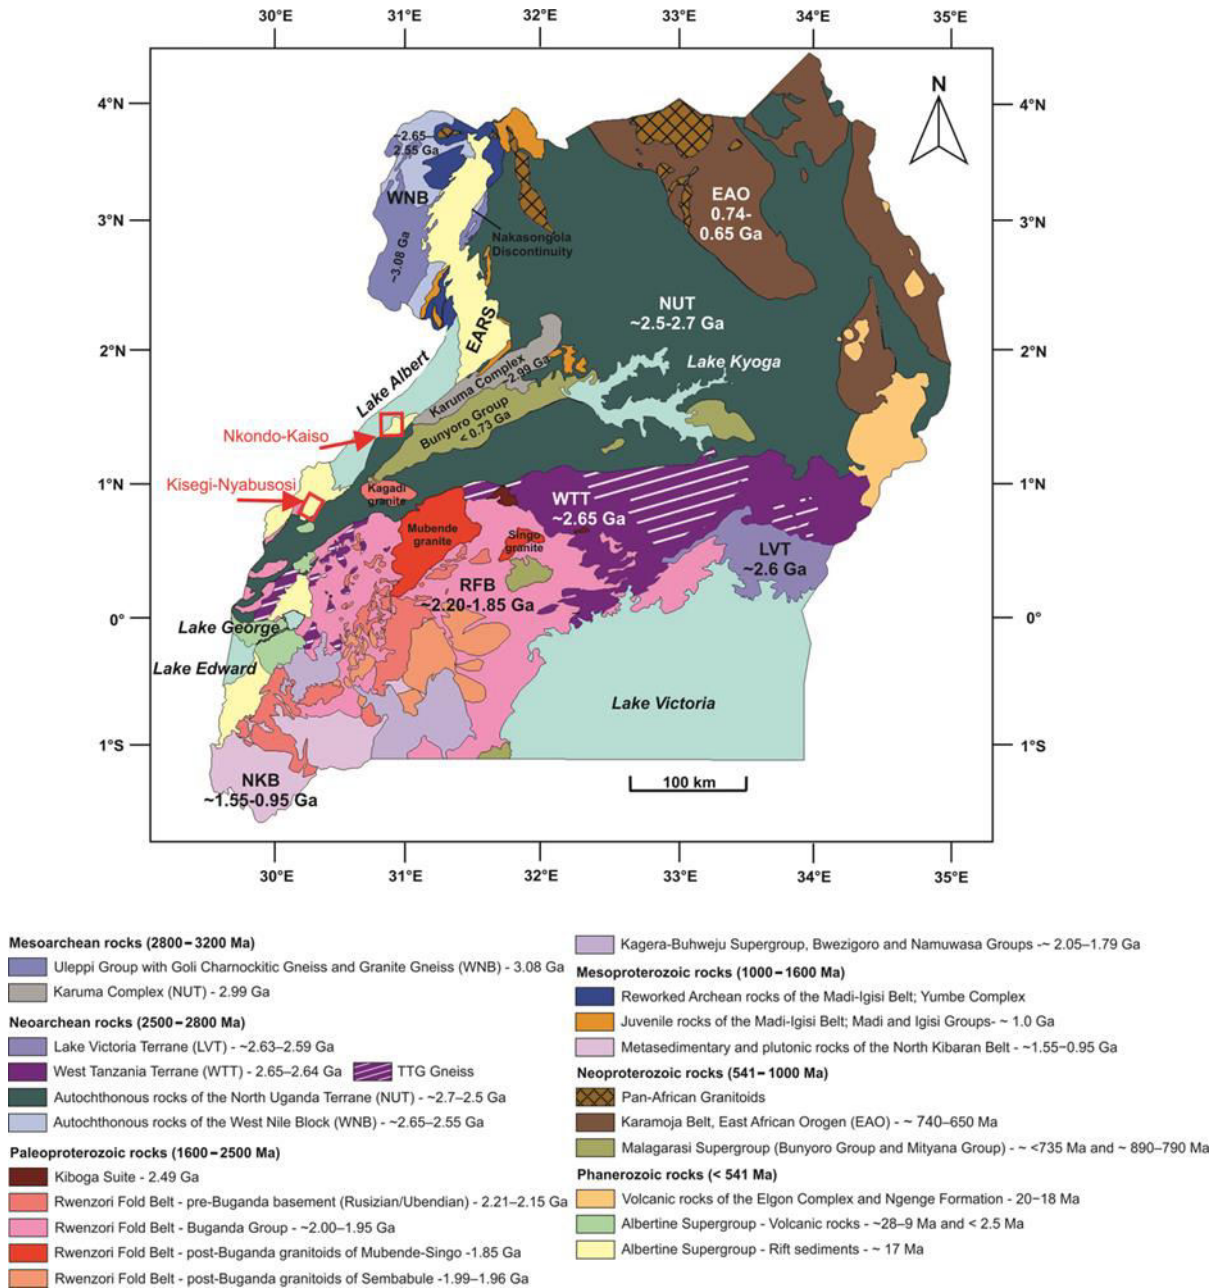 30°E 31°E 32°E 33°E 34°E 35°E
N
4°N 4°N
~2.65-
2.55 Ga
WNB
EAO
0.74-
0.65 Ga
3°N 3°N
~3.08 Ga
Nakasongola
Discontinuity
NUT
~2.5-2.7 Ga
EARS
2°N 2°N
Lake Albert
Lake Kyoga
Karuma Complex
~2.99 Ga
Bunyoro Group
< 0.73 Ga
Nkondo-Kaiso
Kisegi-Nyabusosi
1°N 1°N
Kagadi
granite
WTT
~2.65 Ga
Mubende
granite
Singo
granite
LVT
~2.6 Ga
RFB
~2.20-1.85 Ga
0° 0°
Lake George
Lake Edward
Lake Victoria
1°S 1°S
NKB
~1.55-0.95 Ga
100 km
30°E 31°E 32°E 33°E 34°E 35°E
Mesoarchean rocks (2800–3200 Ma)
Uleppi Group with Goli Charnockitic Gneiss and Granite Gneiss (WNB) - 3.08 Ga
Karuma Complex (NUT) - 2.99 Ga
Neoarchean rocks (2500–2800 Ma)
Lake Victoria Terrane (LVT) - ~2.63–2.59 Ga
West Tanzania Terrane (WTT) - 2.65–2.64 Ga TTG Gneiss
Autochthonous rocks of the North Uganda Terrane (NUT) - ~2.7–2.5 Ga
Autochthonous rocks of the West Nile Block (WNB) - ~2.65–2.55 Ga
Paleoproterozoic rocks (1600–2500 Ma)
Kiboga Suite - 2.49 Ga
Rwenzori Fold Belt - pre-Buganda basement (Rusizian/Ubendian) - 2.21–2.15 Ga
Rwenzori Fold Belt - Buganda Group - ~2.00–1.95 Ga
Rwenzori Fold Belt - post-Buganda granitoids of Mubende-Singo -1.85 Ga
Rwenzori Fold Belt - post-Buganda granitoids of Sembabule -1.99–1.96 Ga
Kagera-Buhweju Supergroup, Bwezigoro and Namuwasa Groups -~ 2.05–1.79 Ga
Mesoproterozoic rocks (1000–1600 Ma)
Reworked Archean rocks of the Madi-Igisi Belt; Yumbe Complex
Juvenile rocks of the Madi-Igisi Belt; Madi and Igisi Groups- ~ 1.0 Ga
Metasedimentary and plutonic rocks of the North Kibaran Belt - ~1.55–0.95 Ga
Neoproterozoic rocks (541–1000 Ma)
Pan-African Granitoids
Karamoja Belt, East African Orogen (EAO) - ~ 740–650 Ma
Malagarasi Supergroup (Bunyoro Group and Mityana Group) - ~ <735 Ma and ~ 890–790 Ma
Phanerozoic rocks (< 541 Ma)
Volcanic rocks of the Elgon Complex and Ngenge Formation - 20−18 Ma
Albertine Supergroup - Volcanic rocks - ~28–9 Ma and < 2.5 Ma
Albertine Supergroup - Rift sediments - ~ 17 Ma